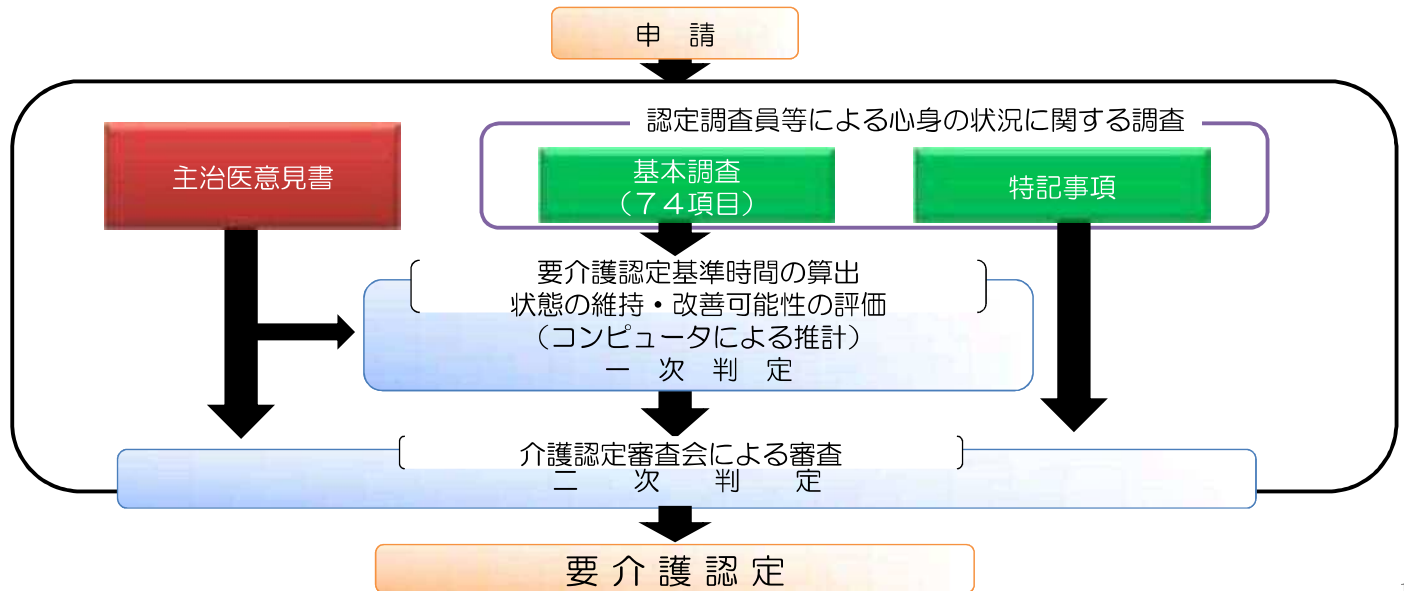 申　請
認定調査員等による心身の状況に関する調査
主治医意見書
基本調査
（７４項目）
特記事項
要介護認定基準時間の算出
状態の維持・改善可能性の評価
（コンピュータによる推計）
一　次　判　定
介護認定審査会による審査
二　次　判　定
要 介 護 認 定